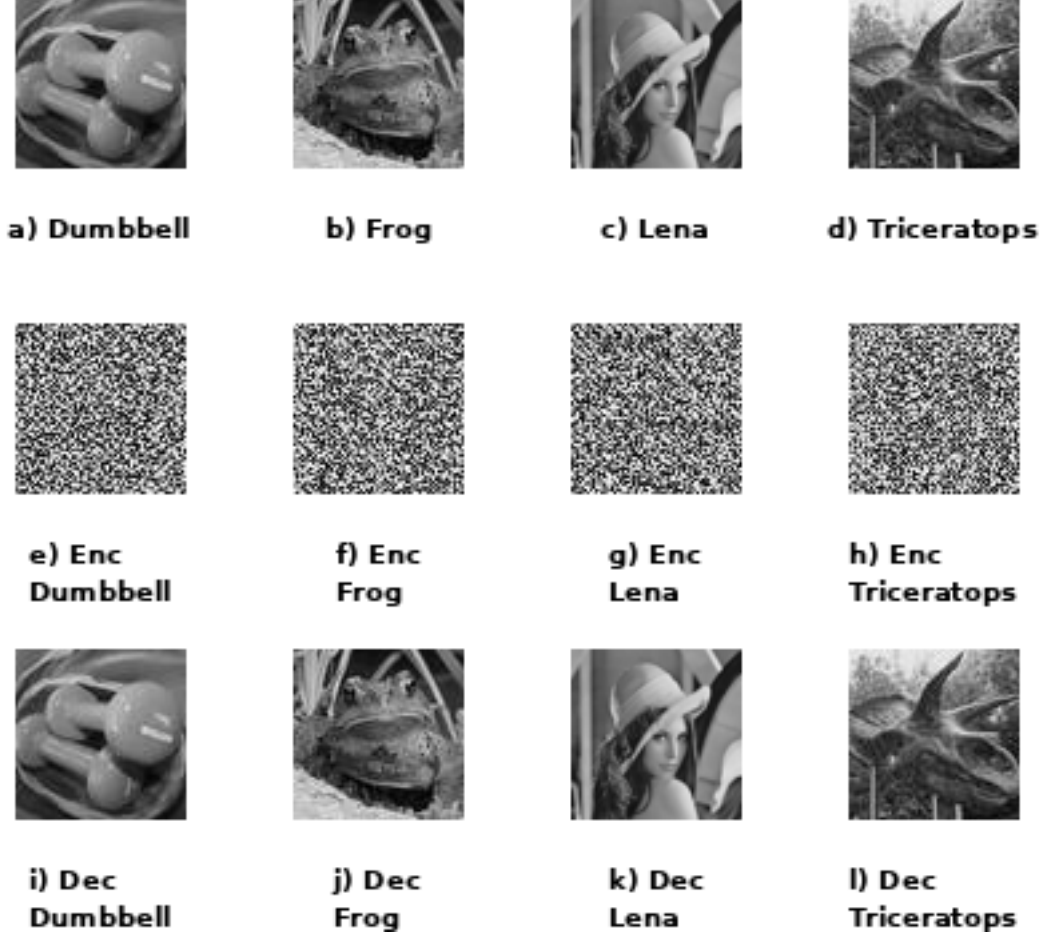 a) Dumbbell
b) Frog
c) Lena
d) Triceratops
e) Enc
Dumbbell
f) Enc
Frog
g) Enc
Lena
h) Enc
Triceratops
i) Dec
Dumbbell
j) Dec
Frog
k) Dec
Lena
l) Dec
Triceratops